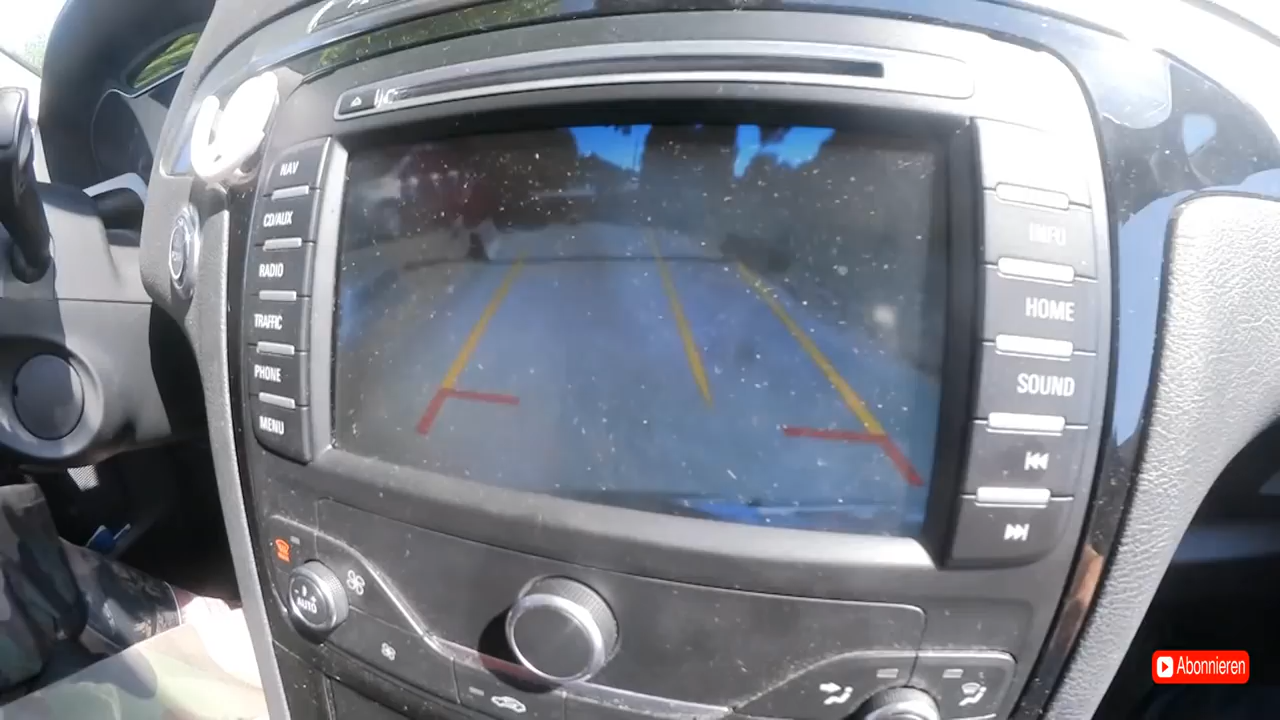 NAV
CD/AUX
RADIO
TRAFFIC
PHONE
MENU
INFO
HOME
SOUND
AUTO
Abonnieren